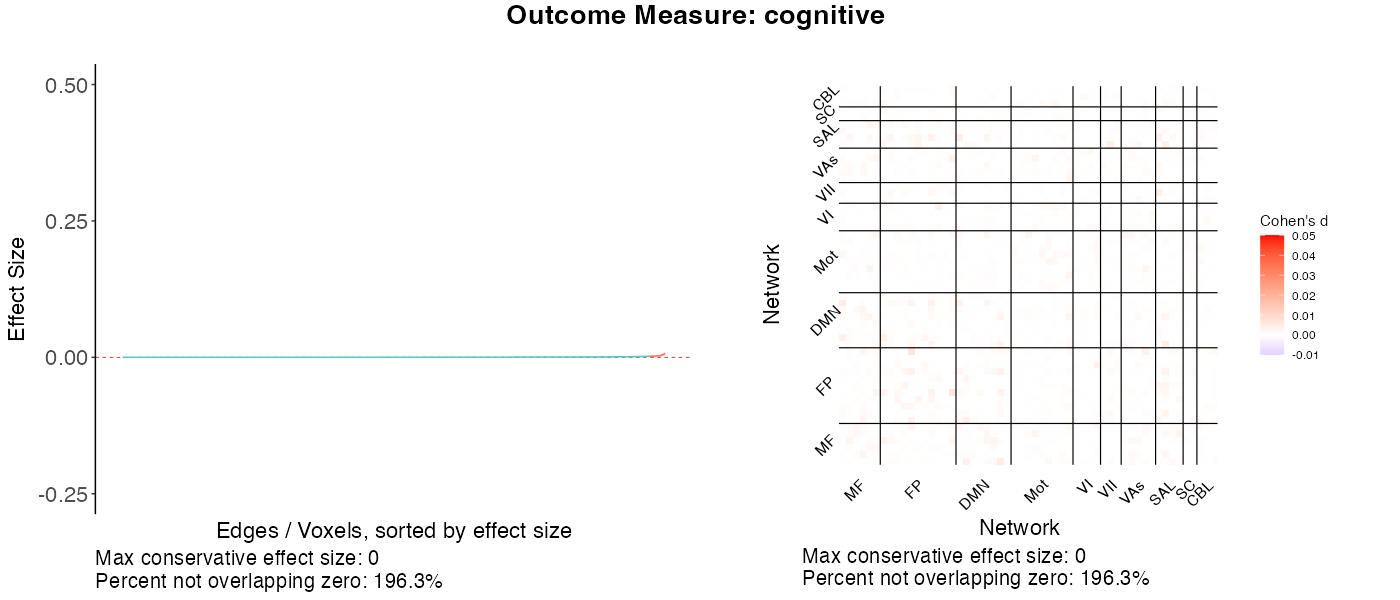 Outcome Measure: cognitive
0.50
0.25
0.00
-0.25
Effect Size
Edges / Voxels, sorted by effect size
Max conservative effect size: 0
Percent not overlapping zero: 196.3%
CBL
SC
SAL
VAs
VII
VI
Mot
DMN
FP
MF
Network
MF
FP
DMN
Mot
VI
VII
VAs
SAL
SC
CBL
Network
Max conservative effect size: 0
Percent not overlapping zero: 196.3%
Cohen's d
0.05
0.04
0.03
0.02
0.01
0.00
-0.01